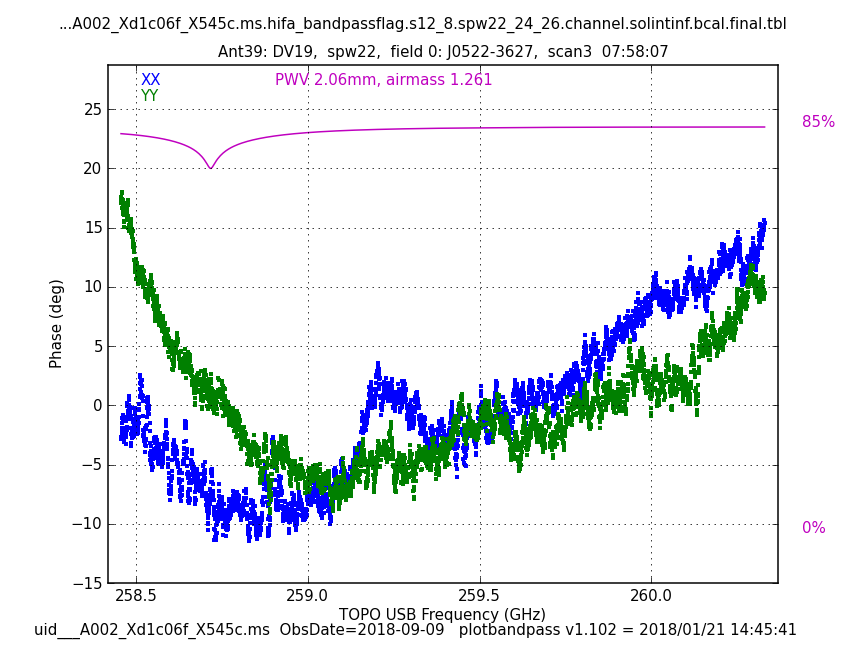 ...A002_Xd1c06f_X545c.ms.hifa_bandpassflag.s12_8.spw22_24_26.channel.solintinf.bcal.final.tbl
Ant39: DV19,  spw22,  field 0: J0522-3627,  scan3  07:58:07
XX
PWV 2.06mm, airmass 1.261
YY
25
85%
20
15
10
5
0
−5
−10
0%
−15
Phase (deg)
258.5
259.0
259.5
260.0
TOPO USB Frequency (GHz)
uid___A002_Xd1c06f_X545c.ms  ObsDate=2018-09-09   plotbandpass v1.102 = 2018/01/21 14:45:41